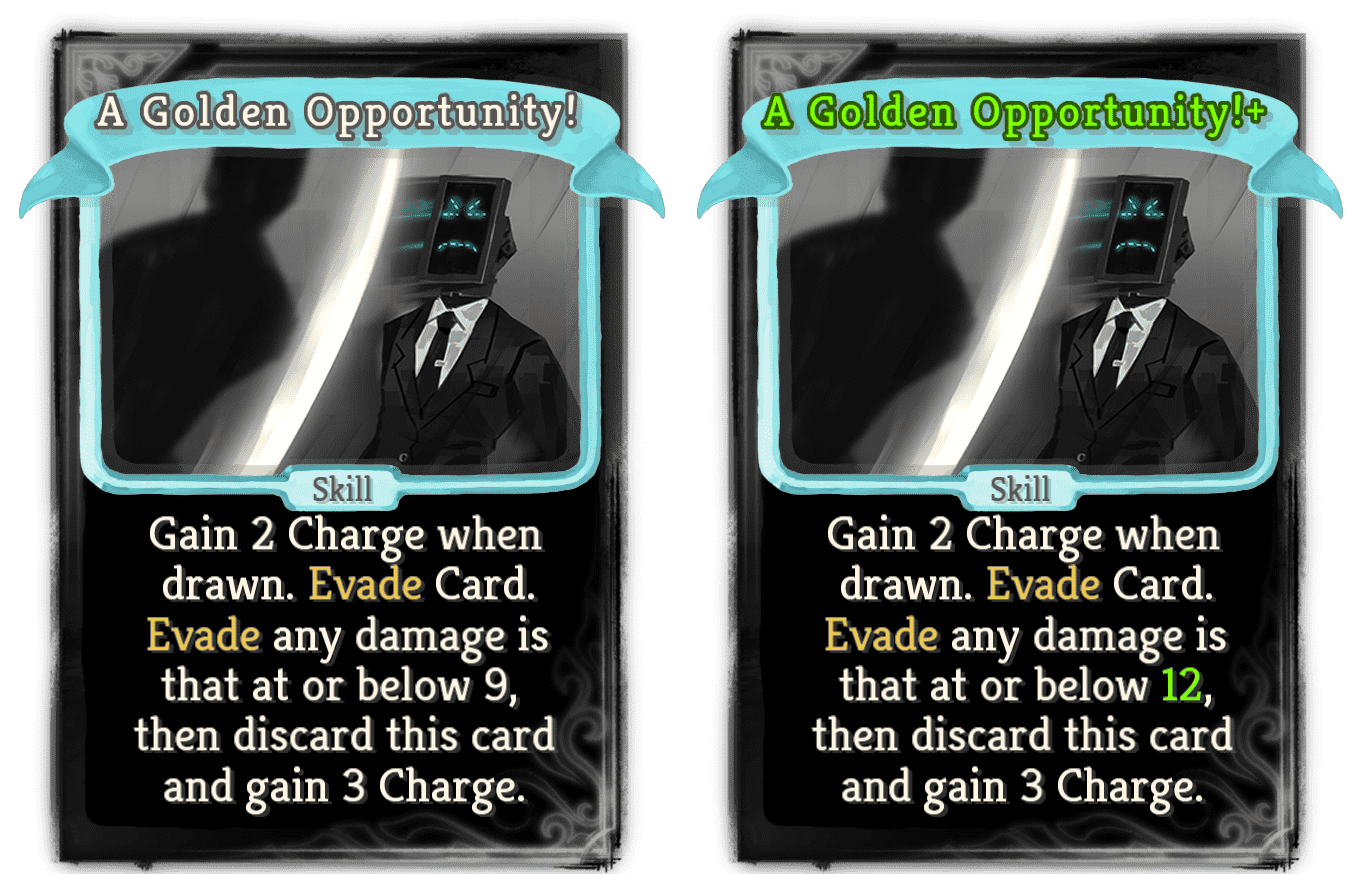 A Golden Opportunity!
Skill
Gain 2 Charge when
drawn. Evade Card.
Evade any damage is
that at or below 9,
then discard this card
and gain 3 Charge.
A Golden Opportunity!+
Skill
Gain 2 Charge when
drawn. Evade Card.
Evade any damage is
that at or below 12,
then discard this card
and gain 3 Charge.